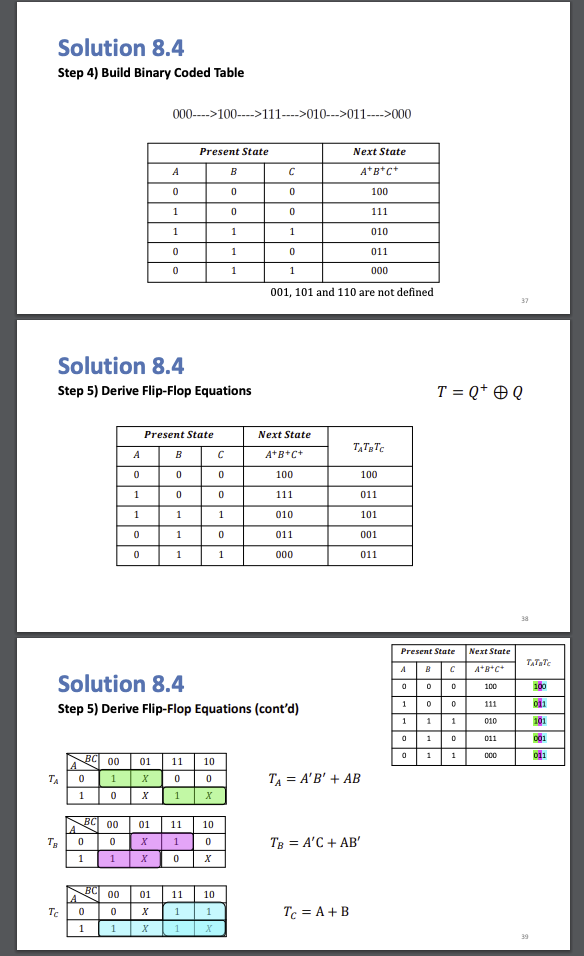 Solution 8.4
Step 4) Build Binary Coded Table
000---->100---->111---->010--->011---->000
Present State Next State
A B C A⁺B⁺C⁺
0 0 0 100
1 0 0 111
1 1 1 010
0 1 0 011
0 1 1 000
001, 101 and 110 are not defined
37
Solution 8.4
Step 5) Derive Flip-Flop Equations
T = Q⁺ ⊕ Q
Present State Next State T_AT_BT_C
A B C A⁺B⁺C⁺
0 0 0 100 100
1 0 0 111 011
1 1 1 010 101
0 1 0 011 001
0 1 1 000 011
38
Solution 8.4
Step 5) Derive Flip-Flop Equations (cont'd)
Present State Next State T_AT_BT_C
A B C A⁺B⁺C⁺
0 0 0 100 100
1 0 0 111 011
1 1 1 010 101
0 1 0 011 001
0 1 1 000 011
A BC 00 01 11 10
T_A 0 1 X 0 0
1 0 X 1 X
T_A = A'B' + AB
A BC 00 01 11 10
T_B 0 0 X 1 0
1 1 X 0 X
T_B = A'C + AB'
A BC 00 01 11 10
T_C 0 0 X 1 1
1 1 X 1 X
T_C = A + B
39